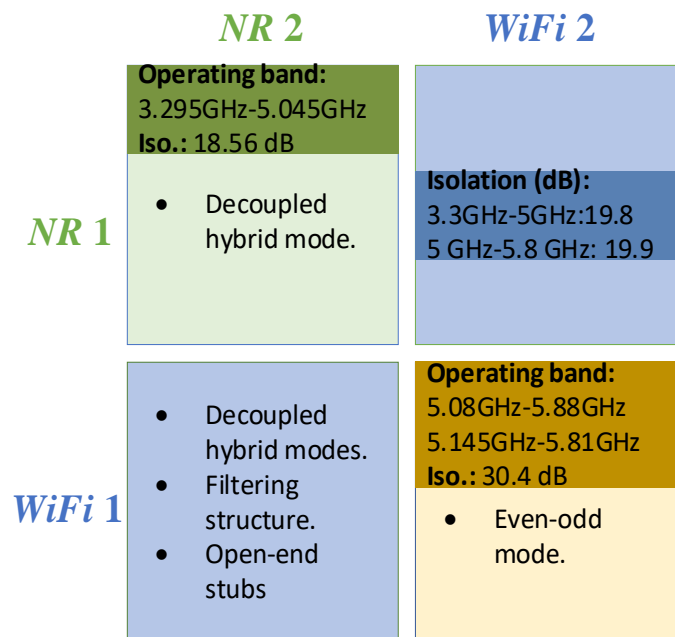 NR 2
WiFi 2
Operating band:
3.295GHz-5.045GHz
Iso.: 18.56 dB
• Decoupled
hybrid mode.
NR 1
Isolation (dB):
3.3GHz-5GHz:19.8
5 GHz-5.8 GHz: 19.9
WiFi 1
• Decoupled
hybrid modes.
• Filtering
structure.
• Open-end
stubs
Operating band:
5.08GHz-5.88GHz
5.145GHz-5.81GHz
Iso.: 30.4 dB
• Even-odd
mode.